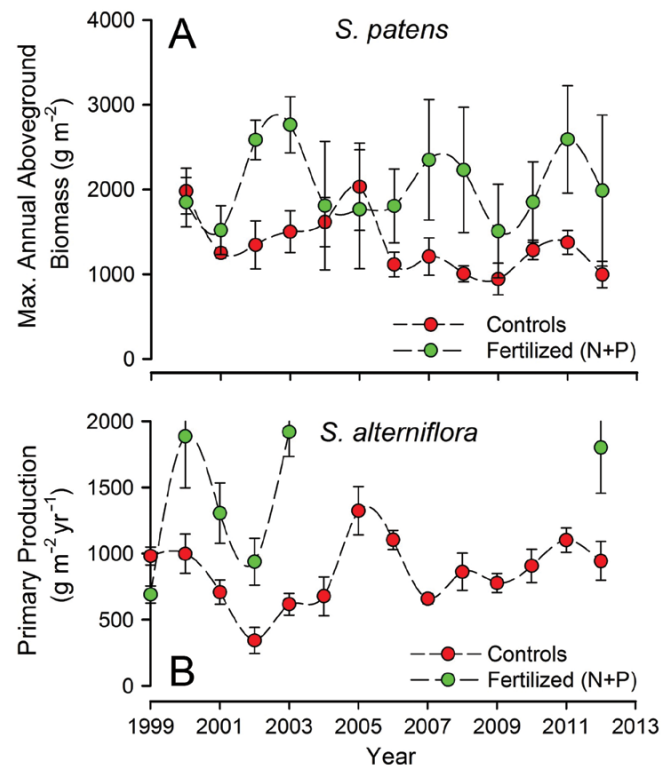 A
S. patens
Max. Annual Aboveground
Biomass (g m⁻²)
4000
3000
2000
1000
0
Controls
Fertilized (N+P)
S. alterniflora
Primary Production
(g m⁻² yr⁻¹)
2000
1500
1000
500
0
Controls
Fertilized (N+P)
B
1999 2001 2003 2005 2007 2009 2011 2013
Year